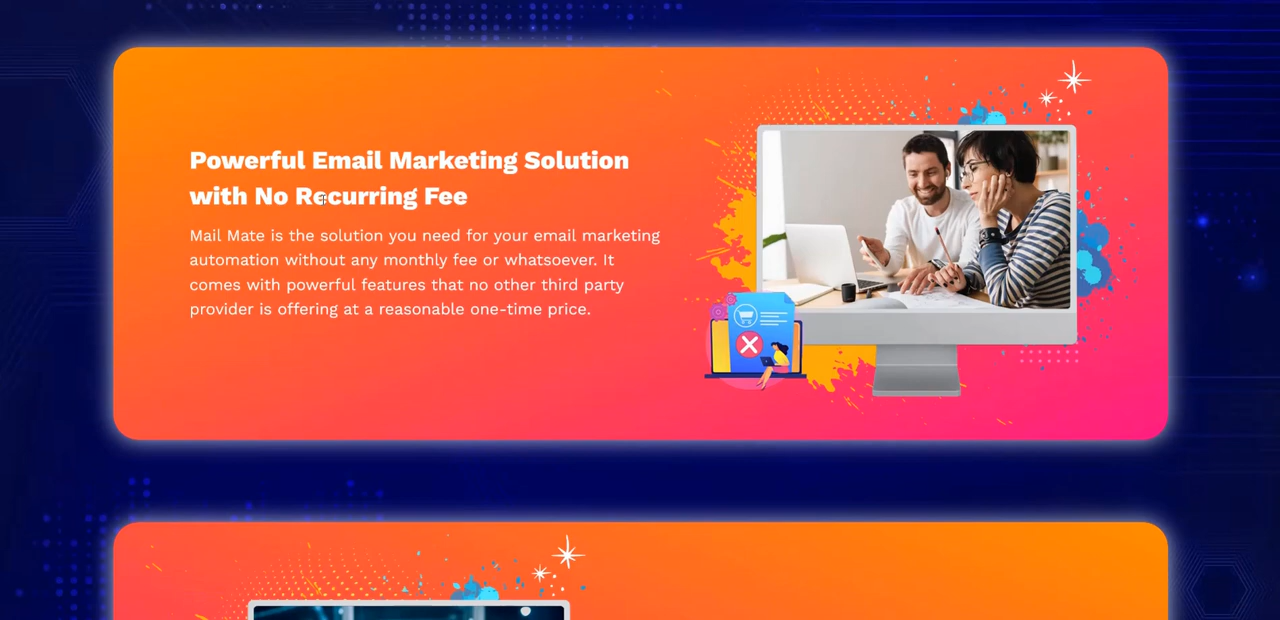 Powerful Email Marketing Solution
with No Recurring Fee
Mail Mate is the solution you need for your email marketing
automation without any monthly fee or whatsoever. It
comes with powerful features that no other third party
provider is offering at a reasonable one-time price.